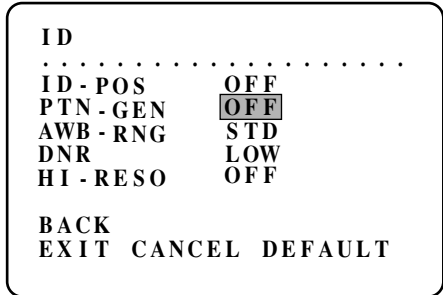 ID
. . . . . . . . . . . . . . . . . . . . .
ID-POS OFF
PTN-GEN OFF
AWB-RNG STD
DNR LOW
HI-RESO OFF
BACK
EXIT CANCEL DEFAULT